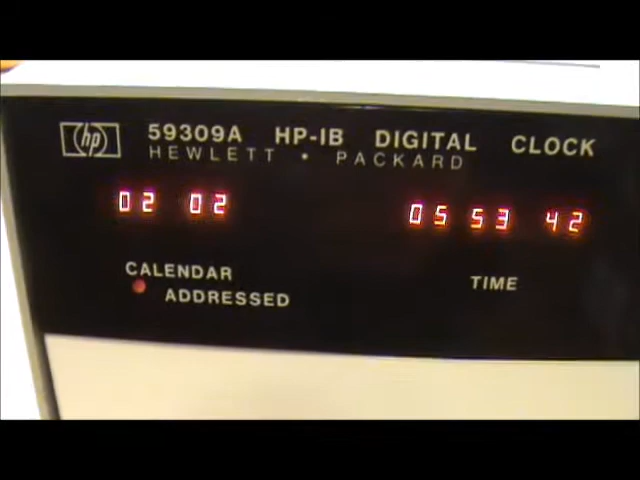 hp 59309A HP-IB DIGITAL CLOCK
HEWLETT • PACKARD
02 02 05 53 42
CALENDAR TIME
ADDRESSED